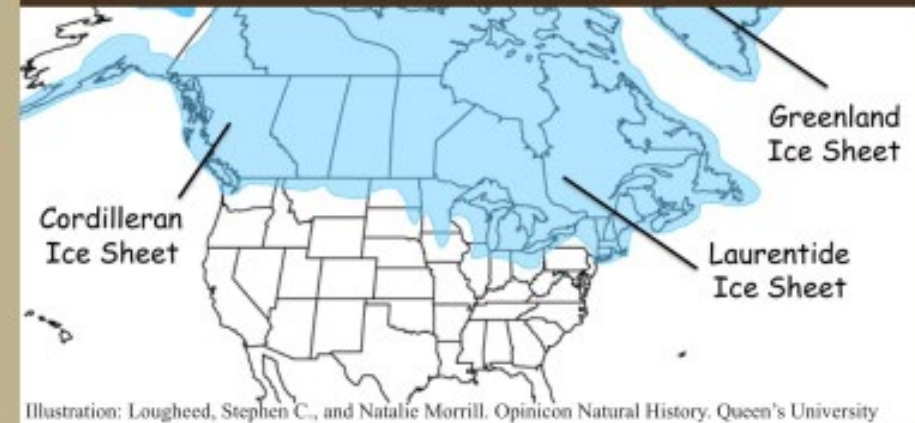 Greenland
Ice Sheet
Cordilleran
Ice Sheet
Laurentide
Ice Sheet
Illustration: Lougheed, Stephen C., and Natalie Morrill. Opinicon Natural History. Queen's University